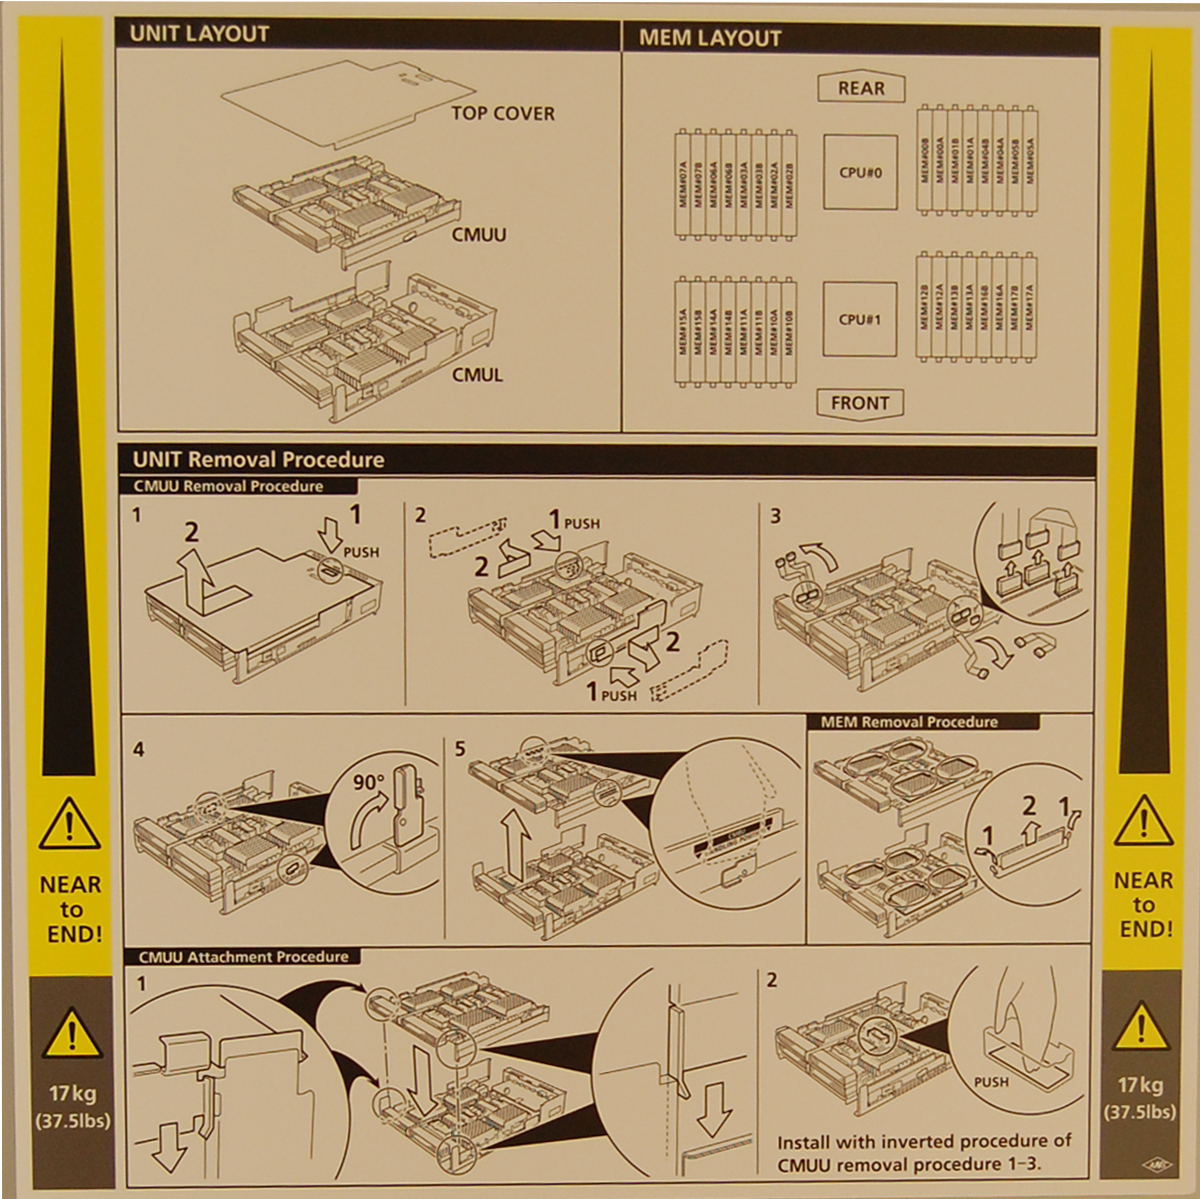 UNIT LAYOUT
TOP COVER
CMUU
CMUL
MEM LAYOUT
REAR
MEM#07A
MEM#07B
MEM#06A
MEM#06B
MEM#03A
MEM#03B
MEM#02A
MEM#02B
CPU#0
MEM#00B
MEM#00A
MEM#01B
MEM#01A
MEM#04B
MEM#04A
MEM#05B
MEM#05A
MEM#15A
MEM#15B
MEM#14A
MEM#14B
MEM#11A
MEM#11B
MEM#10A
MEM#10B
CPU#1
MEM#12B
MEM#12A
MEM#13B
MEM#13A
MEM#16B
MEM#16A
MEM#17B
MEM#17A
FRONT
UNIT Removal Procedure
CMUU Removal Procedure
1
2
1
PUSH
2
1 PUSH
2
2
1 PUSH
3
4
90°
5
CMUU
HANDLING POINT
MEM Removal Procedure
1
2
1
CMUU Attachment Procedure
1
2
PUSH
Install with inverted procedure of
CMUU removal procedure 1-3.
NEAR
to
END!
17kg
(37.5lbs)
NEAR
to
END!
17kg
(37.5lbs)